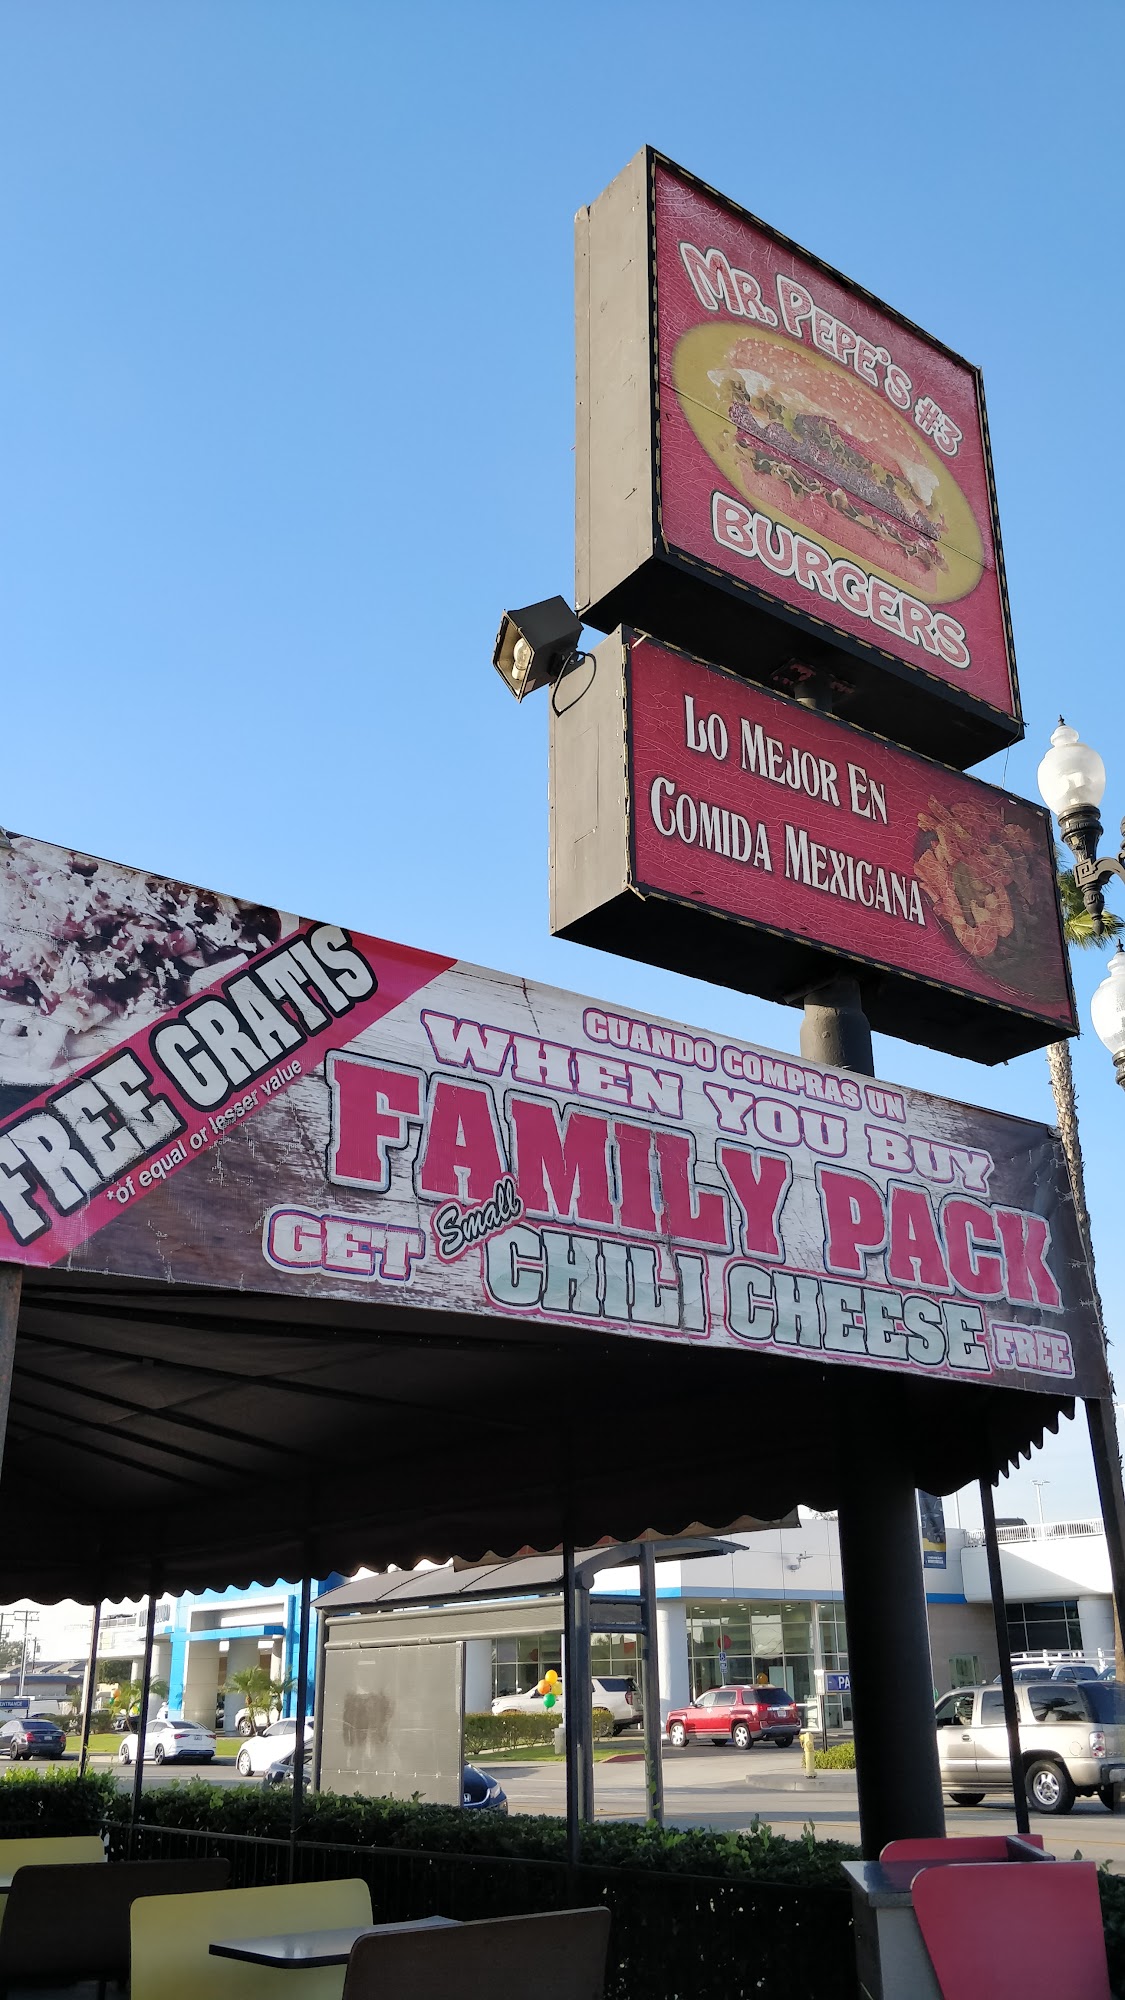 MR. PEPE'S #3
BURGERS
LO MEJOR EN
COMIDA MEXICANA
FREE GRATIS
*of equal or lesser value
CUANDO COMPRAS UN
WHEN YOU BUY
FAMILY PACK
GET Small CHILI CHEESE FREE